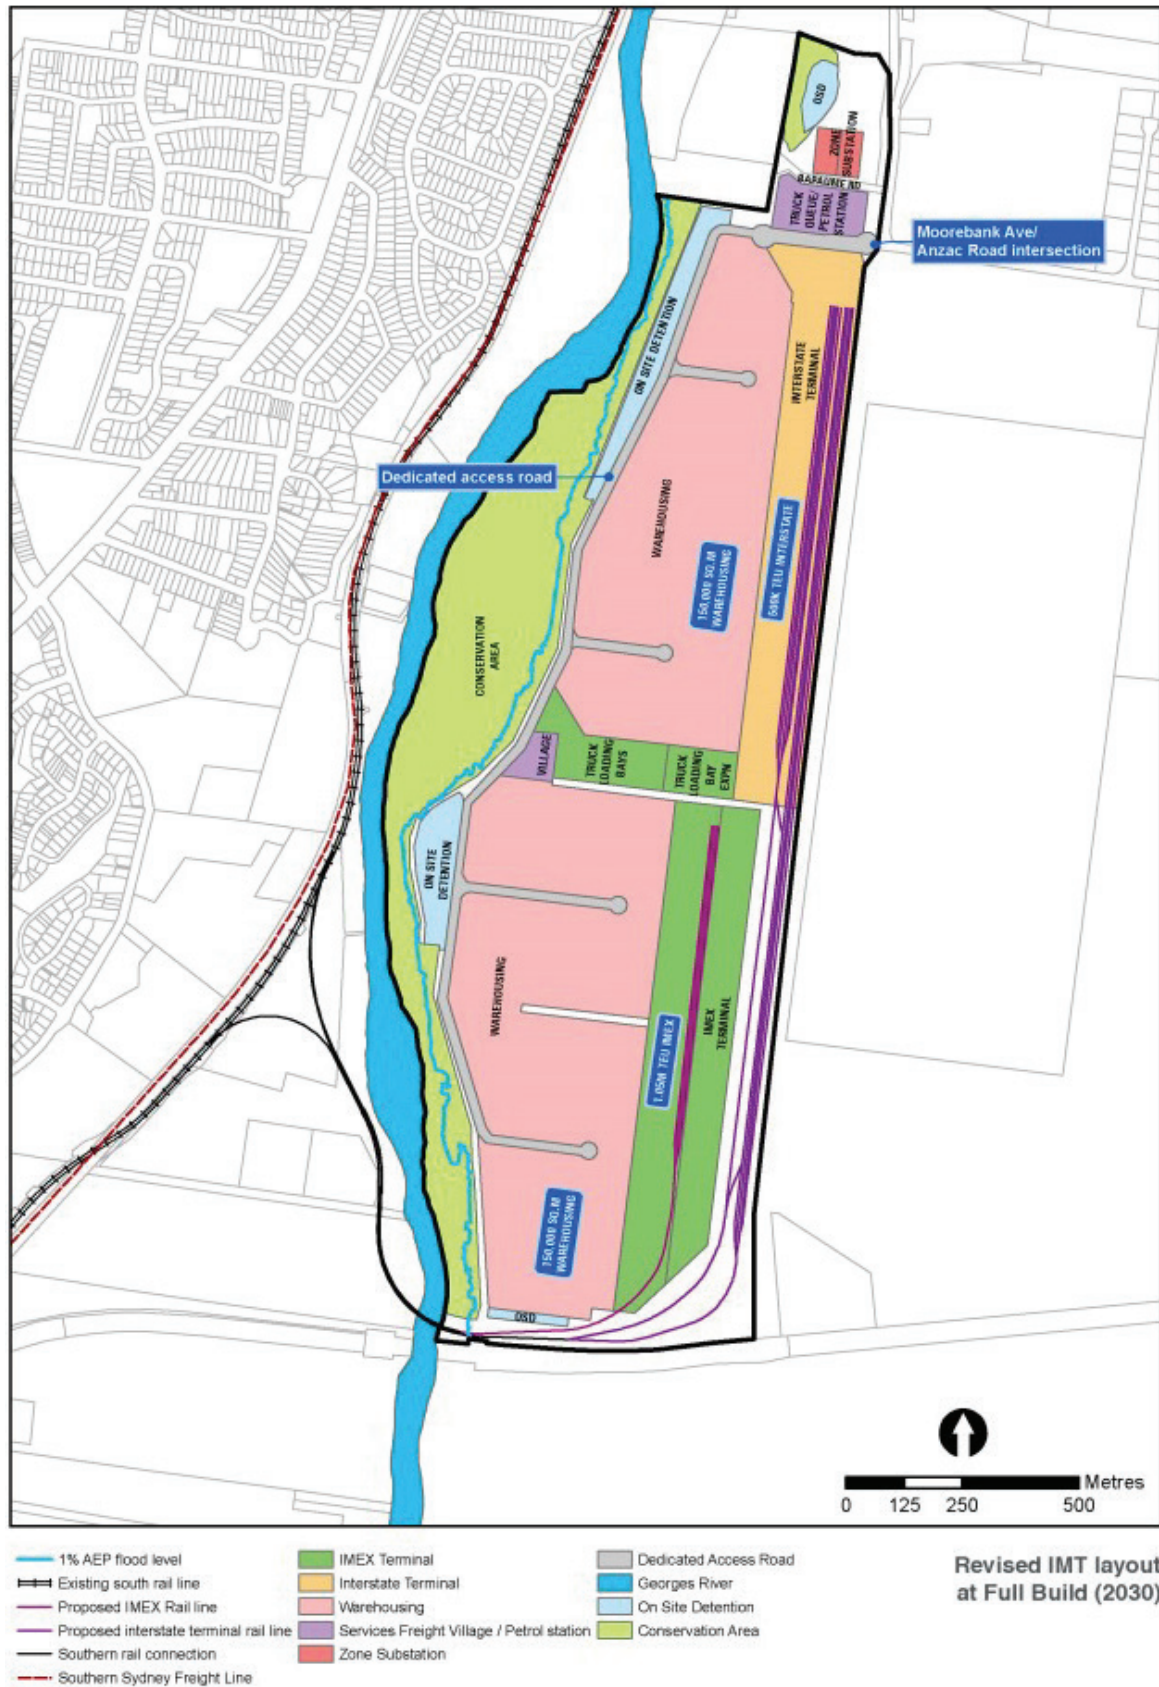 OSD
ZONE
SUBSTATION
BAPAUME RD
TRUCK
QUEUE/
PETROL
STATION
Moorebank Ave/
Anzac Road intersection
ON SITE DETENTION
INTERSTATE
TERMINAL
Dedicated access road
WAREHOUSING
500K TEU INTERSTATE
150,000 SQ.M
WAREHOUSING
CONSERVATION
AREA
VILLAGE
TRUCK
LOADING
BAYS
TRUCK
LOADING
BAY
EXPN
ON SITE
DETENTION
WAREHOUSING
IMEX
TERMINAL
1.05M TEU IMEX
150,000 SQ.M
WAREHOUSING
OSD
Metres
0 125 250 500
1% AEP flood level
Existing south rail line
Proposed IMEX Rail line
Proposed interstate terminal rail line
Southern rail connection
Southern Sydney Freight Line
IMEX Terminal
Interstate Terminal
Warehousing
Services Freight Village / Petrol station
Zone Substation
Dedicated Access Road
Georges River
On Site Detention
Conservation Area
Revised IMT layout
at Full Build (2030)